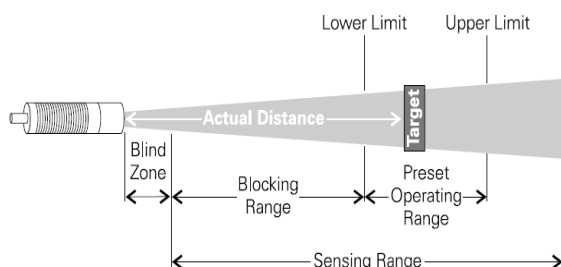 Lower Limit
Upper Limit
Actual Distance
Target
Blind
Zone
Blocking
Range
Preset
Operating
Range
Sensing Range